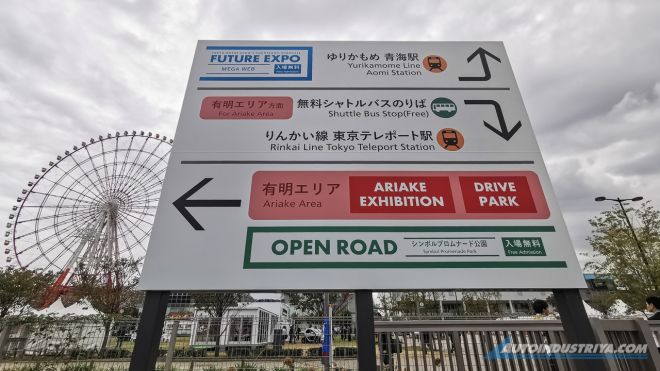 FUTURE EXPO
MEGA WEB 入場無料
ゆりかもめ 青海駅
Yurikamome Line
Aomi Station
有明エリア方面
For Ariake Area
無料シャトルバスのりば
Shuttle Bus Stop(Free)
りんかい線 東京テレポート駅
Rinkai Line Tokyo Teleport Station
有明エリア
Ariake Area
ARIAKE
EXHIBITION
DRIVE
PARK
OPEN ROAD
シンボルプロムナード公園
Symbol Promenade Park
入場無料
Free Admission
AUTOINDUSTRIYA.COM